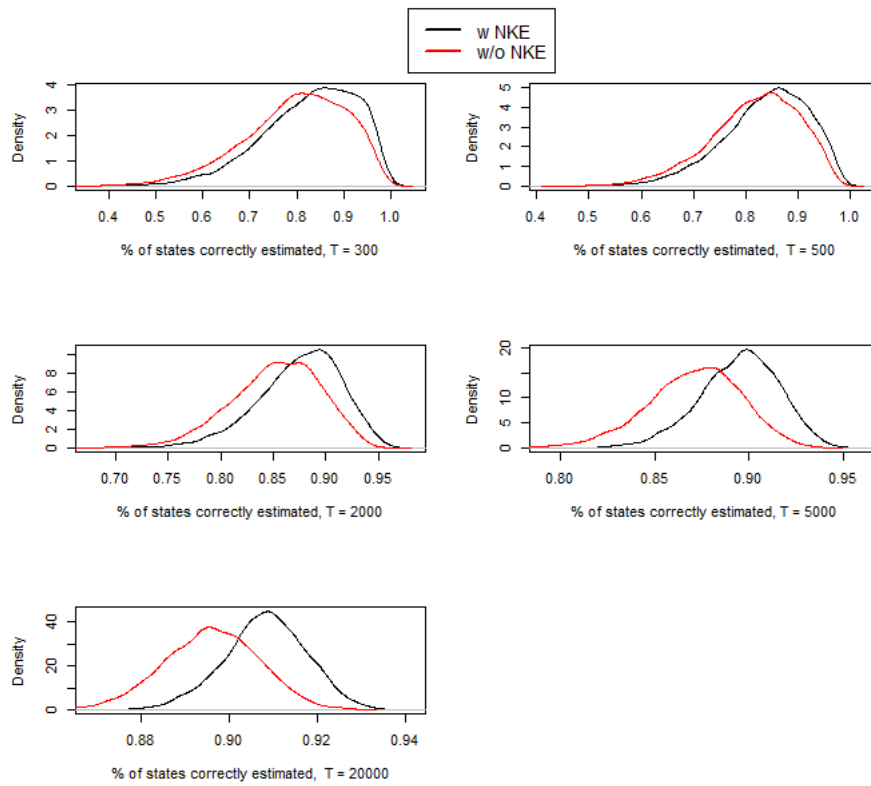 w NKE
w/o NKE
Density
0 1 2 3 4
0.4 0.5 0.6 0.7 0.8 0.9 1.0
% of states correctly estimated, T = 300
Density
0 1 2 3 4 5
0.4 0.5 0.6 0.7 0.8 0.9 1.0
% of states correctly estimated, T = 500
Density
0 2 4 6 8
0.70 0.75 0.80 0.85 0.90 0.95
% of states correctly estimated, T = 2000
Density
0 5 10 15 20
0.80 0.85 0.90 0.95
% of states correctly estimated, T = 5000
Density
0 20 40
0.88 0.90 0.92 0.94
% of states correctly estimated, T = 20000